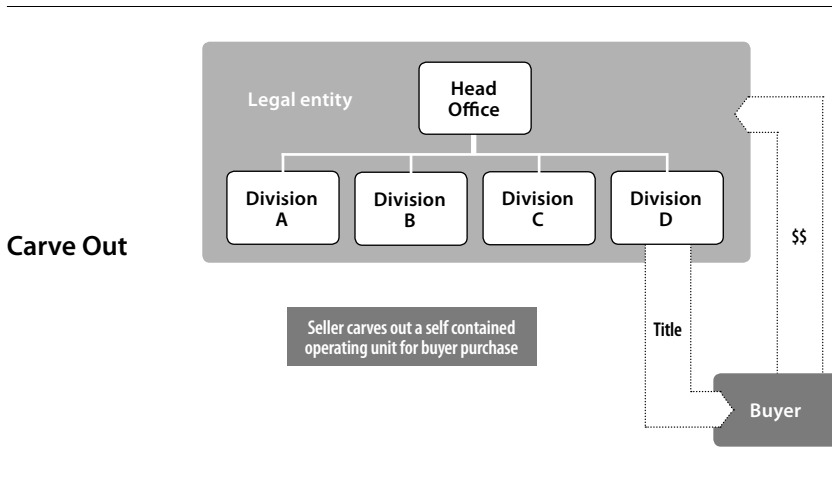 Legal entity
Head
Office
Division
A
Division
B
Division
C
Division
D
Carve Out
$$
Seller carves out a self contained
operating unit for buyer purchase
Title
Buyer